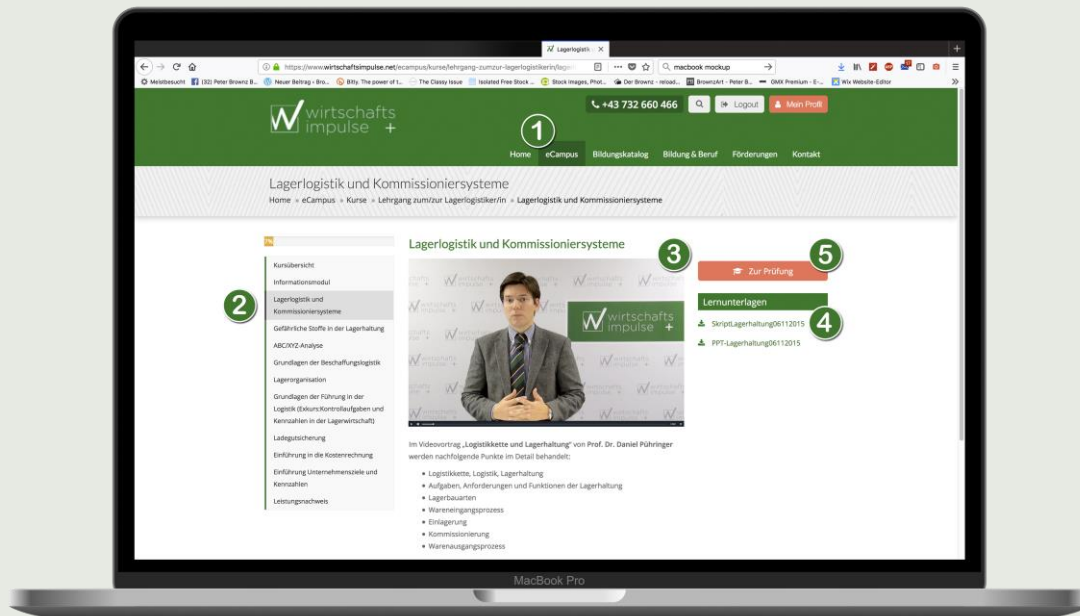 Lagerlogistik
https://www.wirtschaftsimpulse.net/ecampus/kurse/lehrgang-zumzur-lagerlogistikerin/lager
macbook mockup
Meistbesucht
(32) Peter Brownz B...
Neuer Beitrag ‹ Bro...
Bitly. The power of t...
The Classy Issue
Isolated Free Stock ...
Stock Images, Phot...
Der Brownz - reload...
BrownzArt - Peter B...
GMX Premium - E-...
Wix Website-Editor
wirtschafts
impulse +
+43 732 660 466
Logout
Mein Profil
1
Home
eCampus
Bildungskatalog
Bildung & Beruf
Förderungen
Kontakt
Lagerlogistik und Kommissioniersysteme
Home » eCampus » Kurse » Lehrgang zum/zur Lagerlogistiker/in » Lagerlogistik und Kommissioniersysteme
2
Kursübersicht
Informationsmodul
Lagerlogistik und
Kommissioniersysteme
Gefährliche Stoffe in der Lagerhaltung
ABC/XYZ-Analyse
Grundlagen der Beschaffungslogistik
Lagerorganisation
Grundlagen der Führung in der
Logistik (Exkurs:Kontrollaufgaben und
Kennzahlen in der Lagerwirtschaft)
Ladegutsicherung
Einführung in die Kostenrechnung
Einführung Unternehmensziele und
Kennzahlen
Leistungsnachweis
Lagerlogistik und Kommissioniersysteme
3
wirtschafts
impulse +
Im Videovortrag „Logistikkette und Lagerhaltung" von Prof. Dr. Daniel Pühringer
werden nachfolgende Punkte im Detail behandelt:
Logistikkette, Logistik, Lagerhaltung
Aufgaben, Anforderungen und Funktionen der Lagerhaltung
Lagerbauarten
Wareneingangsprozess
Einlagerung
Kommissionierung
Warenausgangsprozess
5
Zur Prüfung
Lernunterlagen
4
SkriptLagerhaltung06112015
PPT-Lagerhaltung06112015
MacBook Pro